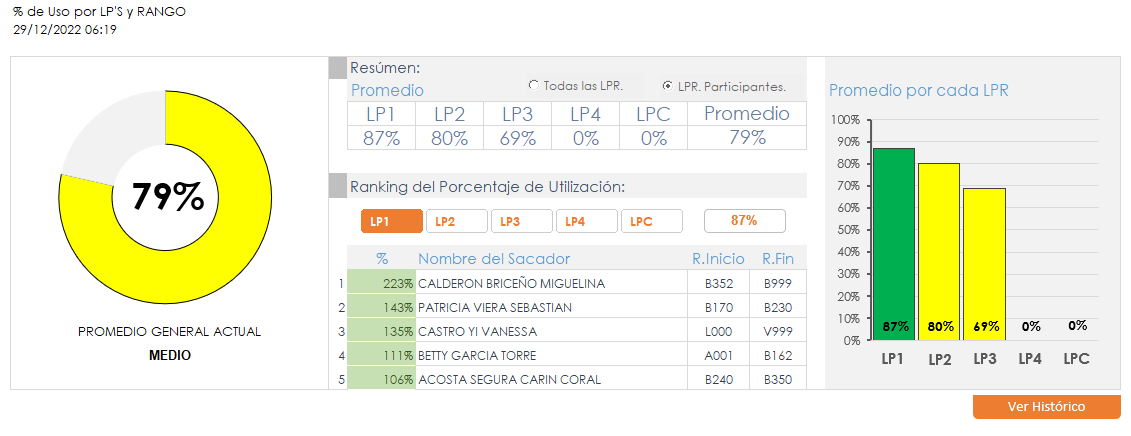 % de Uso por LP'S y RANGO
29/12/2022 06:19
79%
PROMEDIO GENERAL ACTUAL
MEDIO
Resúmen:
Promedio
Todas las LPR.
LPR. Participantes.
LP1 LP2 LP3 LP4 LPC Promedio
87% 80% 69% 0% 0% 79%
Ranking del Porcentaje de Utilización:
LP1 LP2 LP3 LP4 LPC 87%
% Nombre del Sacador R.Inicio R.Fin
1 223% CALDERON BRICEÑO MIGUELINA B352 B999
2 143% PATRICIA VIERA SEBASTIAN B170 B230
3 135% CASTRO YI VANESSA L000 V999
4 111% BETTY GARCIA TORRE A001 B162
5 106% ACOSTA SEGURA CARIN CORAL B240 B350
Promedio por cada LPR
100%
90%
80%
70%
60%
50%
40%
30%
20%
10%
0%
87% 80% 69% 0% 0%
LP1 LP2 LP3 LP4 LPC
Ver Histórico